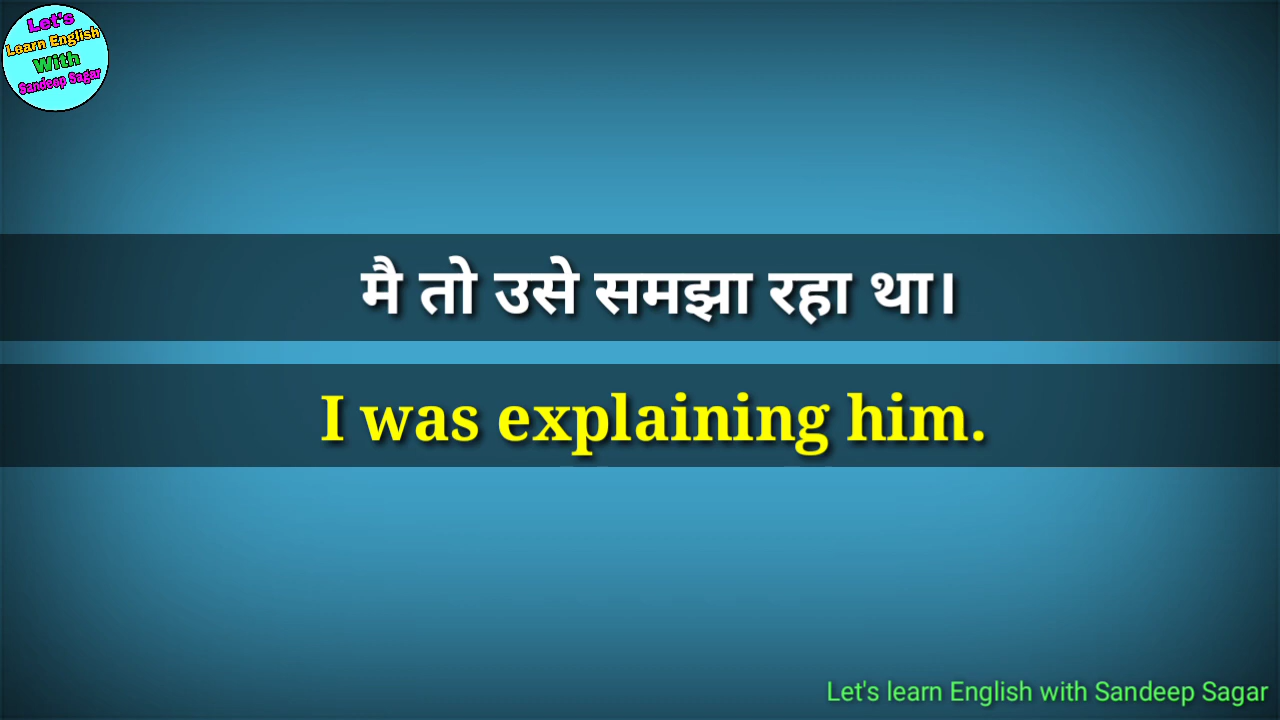 Let's
Learn English
With
Sandeep Sagar
मै तो उसे समझा रहा था।
I was explaining him.
Let's learn English with Sandeep Sagar